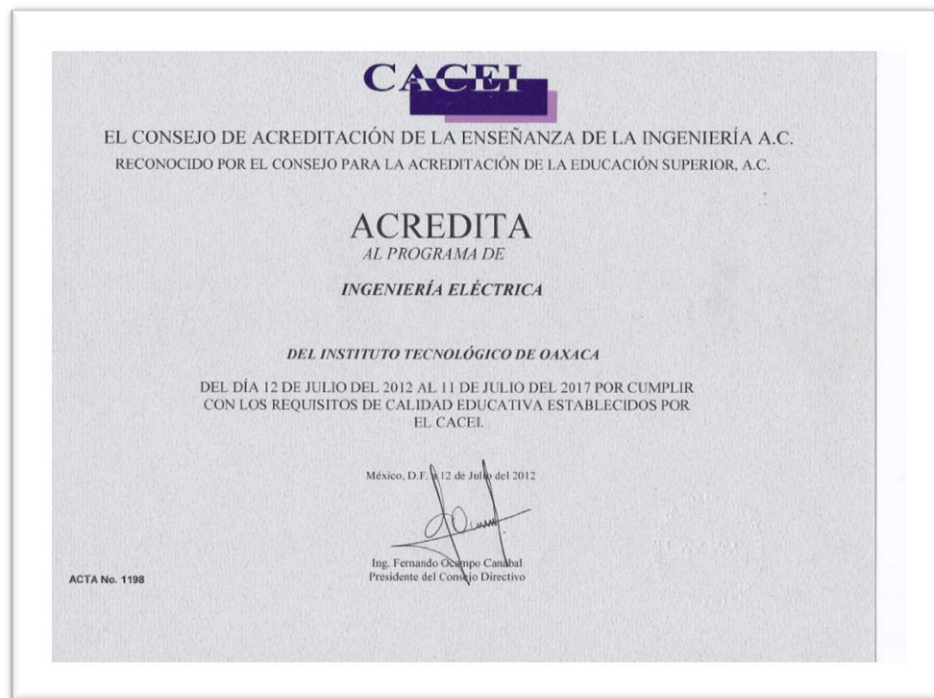 CACEI
EL CONSEJO DE ACREDITACIÓN DE LA ENSEÑANZA DE LA INGENIERÍA A.C.
RECONOCIDO POR EL CONSEJO PARA LA ACREDITACIÓN DE LA EDUCACIÓN SUPERIOR, A.C.
ACREDITA
AL PROGRAMA DE
INGENIERÍA ELÉCTRICA
DEL INSTITUTO TECNOLÓGICO DE OAXACA
DEL DÍA 12 DE JULIO DEL 2012 AL 11 DE JULIO DEL 2017 POR CUMPLIR
CON LOS REQUISITOS DE CALIDAD EDUCATIVA ESTABLECIDOS POR
EL CACEI.
México, D.F. a 12 de Julio del 2012
Ing. Fernando Ocampo Canabal
Presidente del Consejo Directivo
ACTA No. 1198